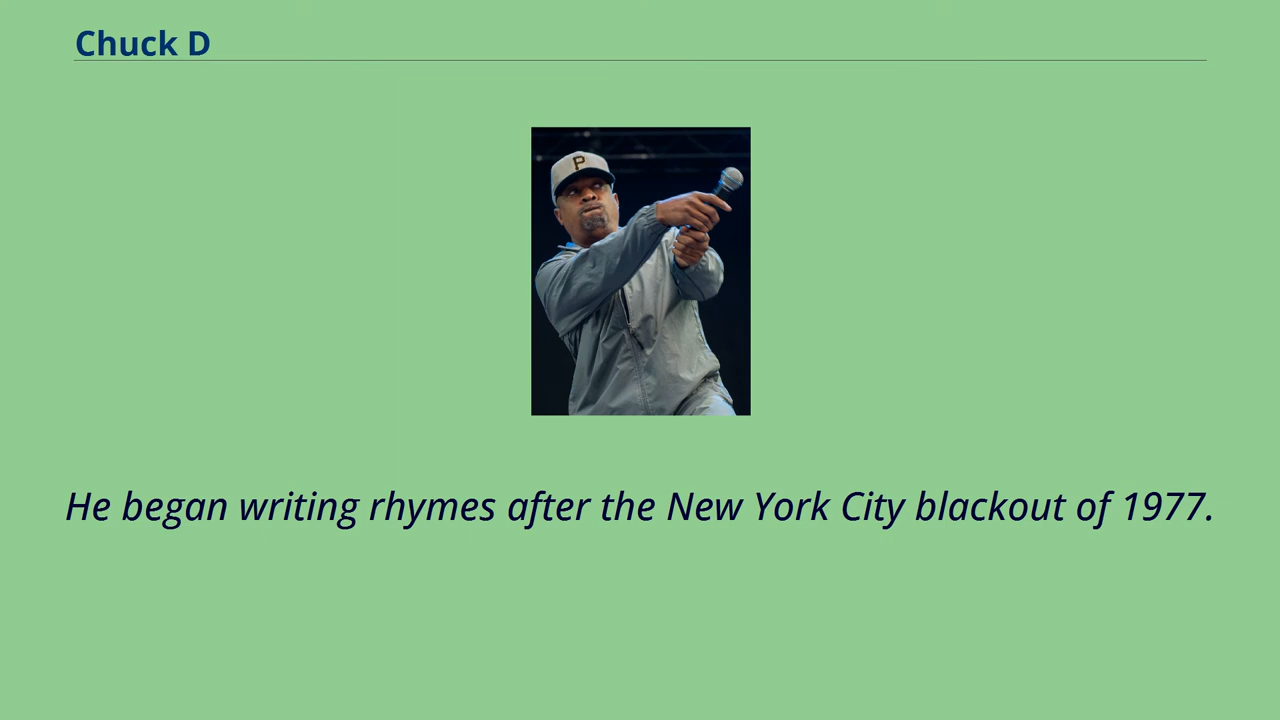 Chuck D
P
He began writing rhymes after the New York City blackout of 1977.